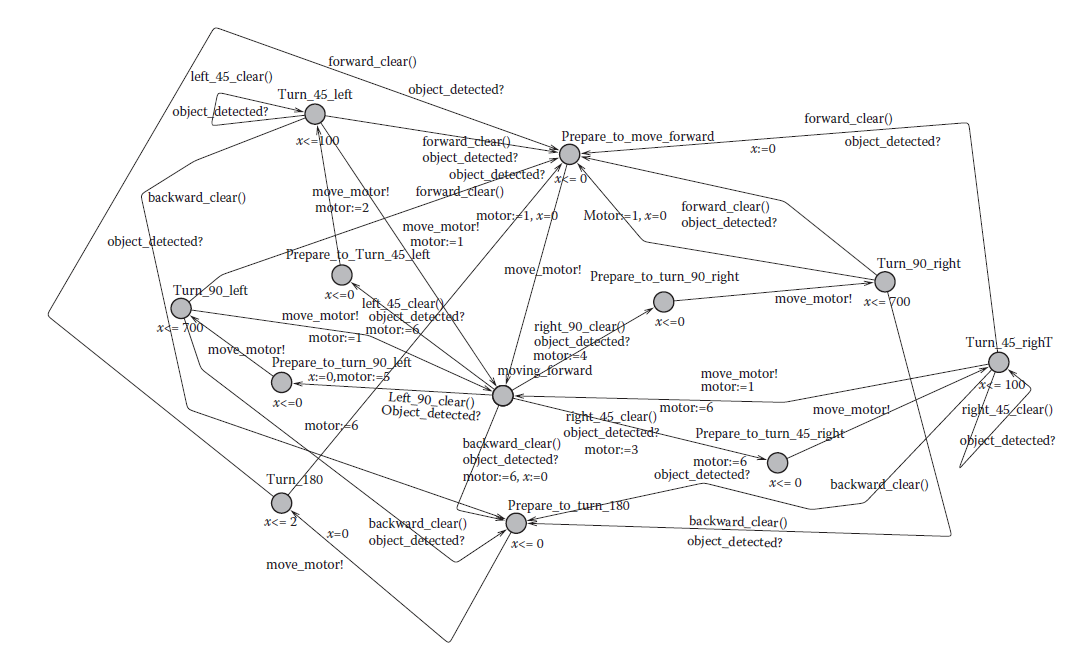 forward_clear()
left_45_clear()
object_detected?
Turn_45_left
object_detected?
x<=100
forward_clear()
object_detected?
Prepare_to_move_forward
x:=0
forward_clear()
object_detected?
object_detected?
x<= 0
forward_clear()
backward_clear()
move_motor!
motor:=2
motor:=1, x=0
Motor:=1, x=0
forward_clear()
object_detected?
move_motor!
motor:=1
object_detected?
Prepare_to_Turn_45_left
x<=0
move_motor!
Prepare_to_turn_90_right
x<=0
Turn_90_right
move_motor!
x<= 700
Turn_90_left
x<= 700
left_45_clear()
object_detected?
motor:=6
move_motor!
motor:=1
right_90_clear()
object_detected?
motor:=4
move_motor!
Prepare_to_turn_90_left
x:=0,motor:=5
x<=0
moving_forward
Turn_45_righT
x<= 100
move_motor!
motor:=1
Left_90_clear()
Object_detected?
motor:=6
right_45_clear()
object_detected?
motor:=3
move_motor!
right_45_clear()
object_detected?
motor:=6
Prepare_to_turn_45_right
x<= 0
backward_clear()
object_detected?
motor:=6, x:=0
motor:=6
object_detected?
backward_clear()
Turn_180
x<= 2
Prepare_to_turn_180
x<= 0
x=0
backward_clear()
object_detected?
backward_clear()
object_detected?
move_motor!